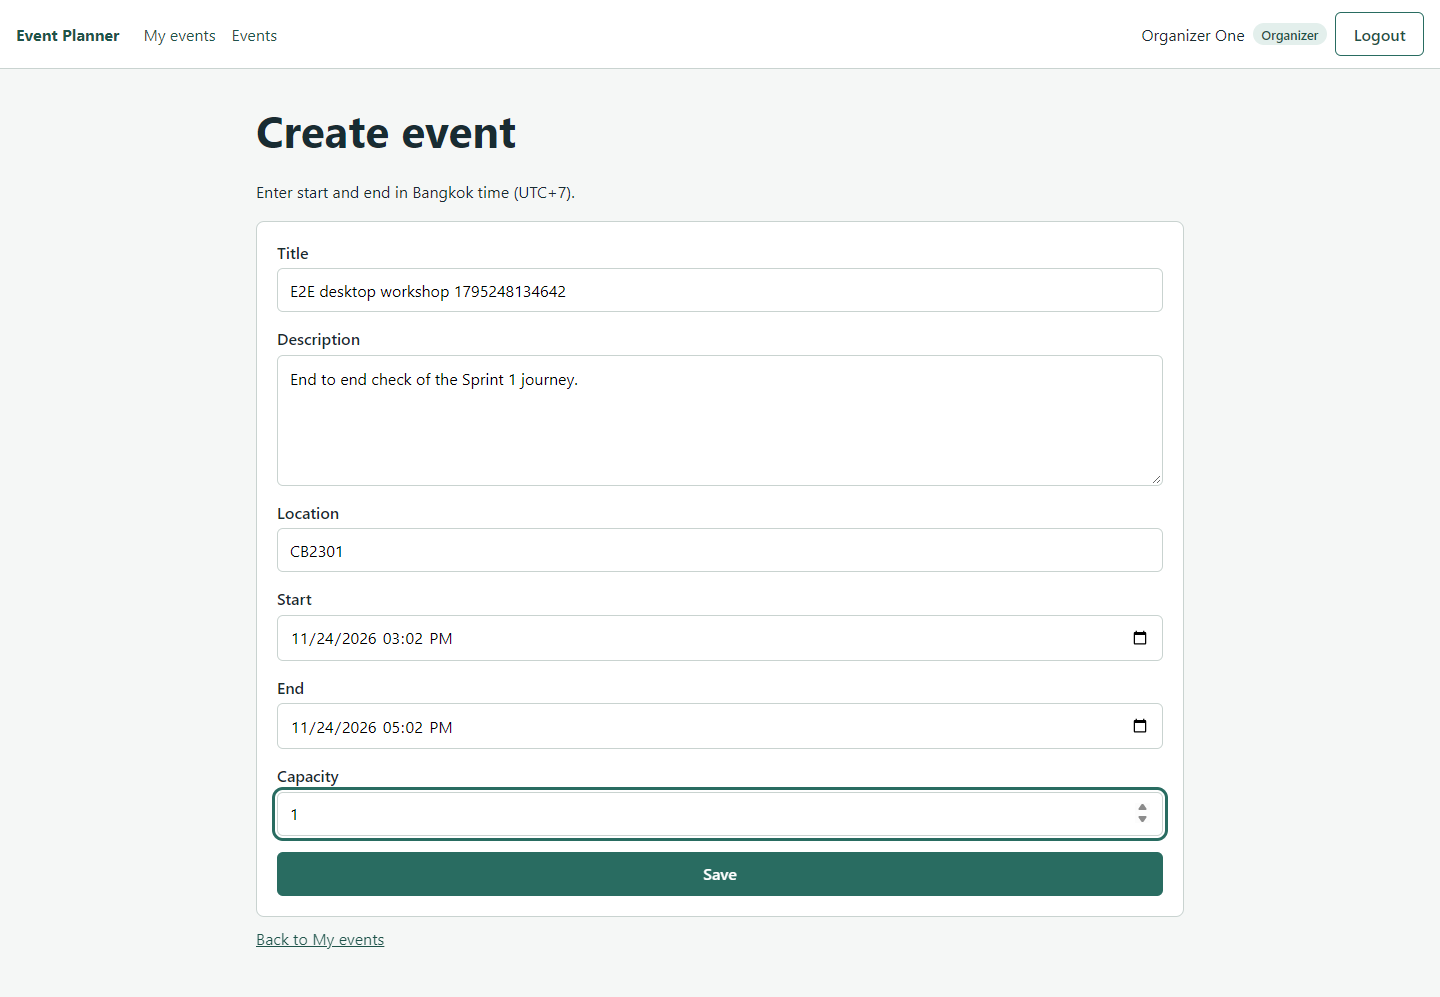 Event Planner My events Events Organizer One Organizer Logout
Create event
Enter start and end in Bangkok time (UTC+7).
Title
E2E desktop workshop 1795248134642
Description
End to end check of the Sprint 1 journey.
Location
CB2301
Start
11/24/2026 03:02 PM
End
11/24/2026 05:02 PM
Capacity
1
Save
Back to My events